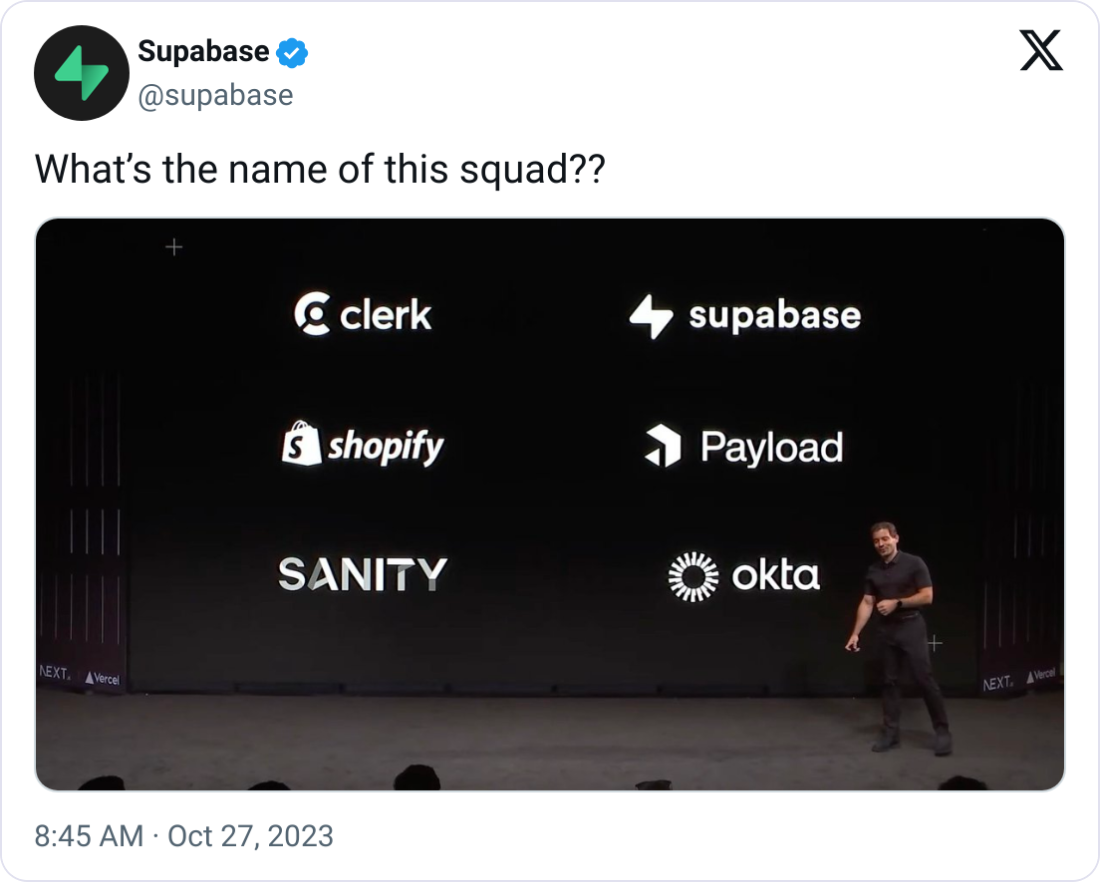 Supabase
@supabase
What’s the name of this squad??
clerk
supabase
shopify
Payload
SANITY
okta
NEXT.
Vercel
NEXT.
Vercel
8:45 AM · Oct 27, 2023